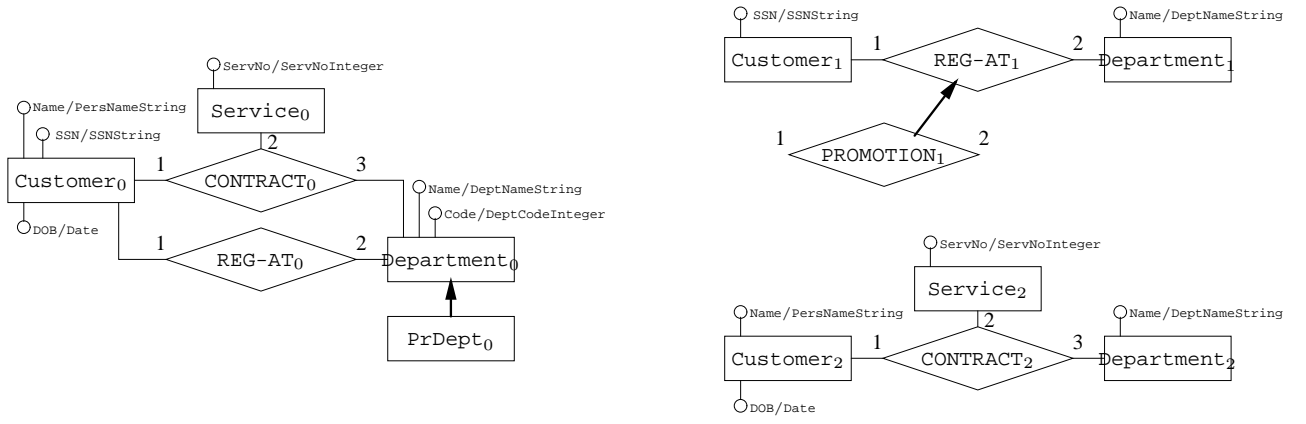 ServNo/ServNoInteger
Service₀
Name/PersNameString
SSN/SSNString
2
1
3
Customer₀
CONTRACT₀
Name/DeptNameString
Code/DeptCodeInteger
DOB/Date
1
2
REG-AT₀
Department₀
PrDept₀
SSN/SSNString
Name/DeptNameString
1
2
Customer₁
REG-AT₁
Department₁
1
2
PROMOTION₁
ServNo/ServNoInteger
Service₂
Name/PersNameString
2
Name/DeptNameString
1
3
Customer₂
CONTRACT₂
Department₂
DOB/Date